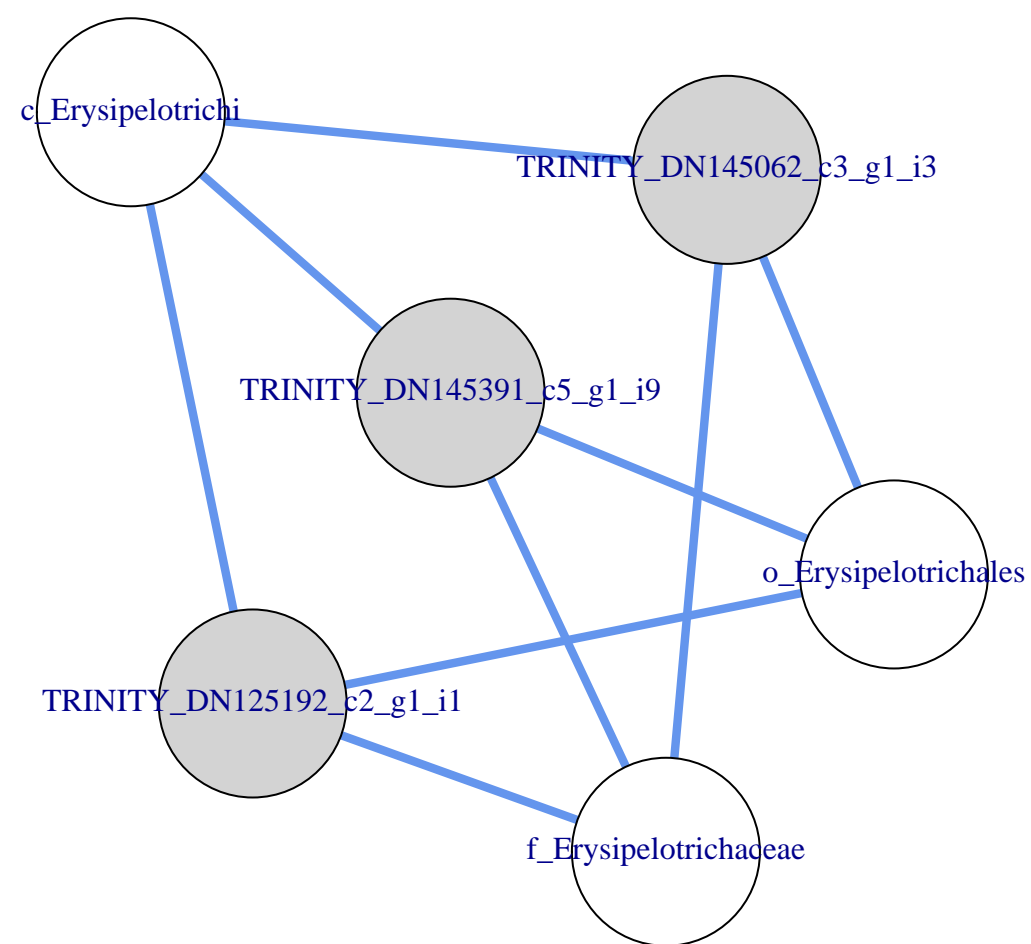 c_Erysipelotrichi
TRINITY_DN145062_c3_g1_i3
TRINITY_DN145391_c5_g1_i9
o_Erysipelotrichales
TRINITY_DN125192_c2_g1_i1
f_Erysipelotrichaceae